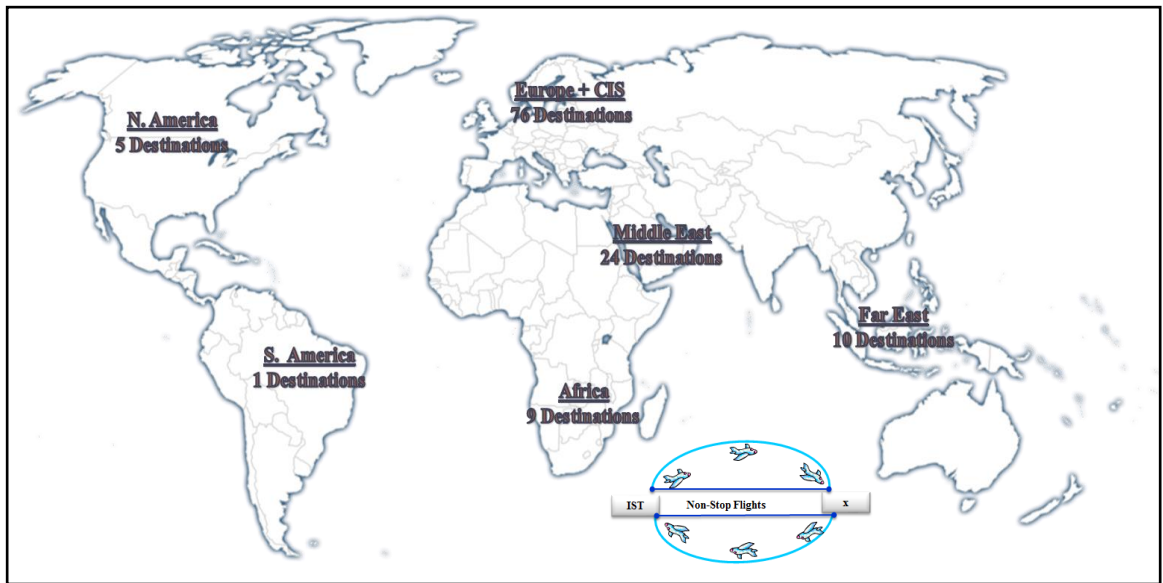 Europe + CIS
76 Destinations
N. America
5 Destinations
Middle East
24 Destinations
Far East
10 Destinations
S. America
1 Destinations
Africa
9 Destinations
IST
Non-Stop Flights
x